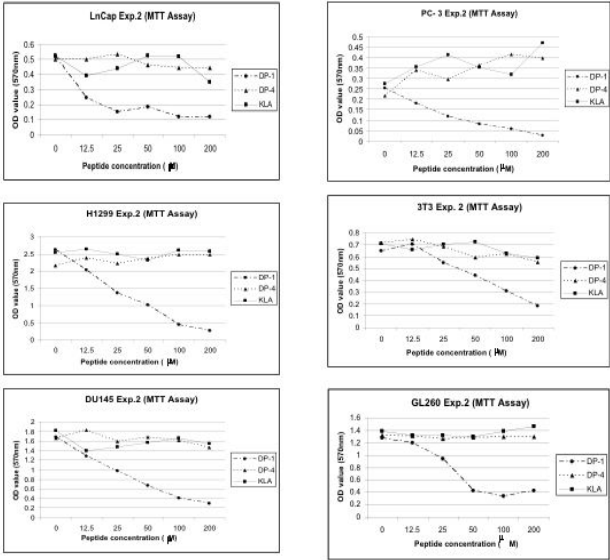 LnCap Exp.2 (MTT Assay)
OD value (570nm)
0.6
0.5
0.4
0.3
0.2
0.1
0
0 12.5 25 50 100 200
Peptide concentration ( µM)
DP-1
DP-4
KLA
PC- 3 Exp.2 (MTT Assay)
OD value (570nm)
0.5
0.45
0.4
0.35
0.3
0.25
0.2
0.15
0.1
0.05
0
0 12.5 25 50 100 200
Peptide concentration ( µM)
DP-1
DP-4
KLA
H1299 Exp.2 (MTT Assay)
OD value (570nm)
3
2.5
2
1.5
1
0.5
0
0 12.5 25 50 100 200
Peptide concentration ( µM)
DP-1
DP-4
KLA
3T3 Exp. 2 (MTT Assay)
OD value (570nm)
0.8
0.7
0.6
0.5
0.4
0.3
0.2
0.1
0
0 12.5 25 50 100 200
Peptide concentration ( µM)
DP-1
DP-4
KLA
DU145 Exp.2 (MTT Assay)
OD value (570nm)
2
1.8
1.6
1.4
1.2
1
0.8
0.6
0.4
0.2
0
0 12.5 25 50 100 200
Peptide concentration ( µM)
DP-1
DP-4
KLA
GL260 Exp.2 (MTT Assay)
OD value (570nm)
1.6
1.4
1.2
1
0.8
0.6
0.4
0.2
0
0 12.5 25 50 100 200
Peptide concentration ( µ M)
DP-1
DP-4
KLA